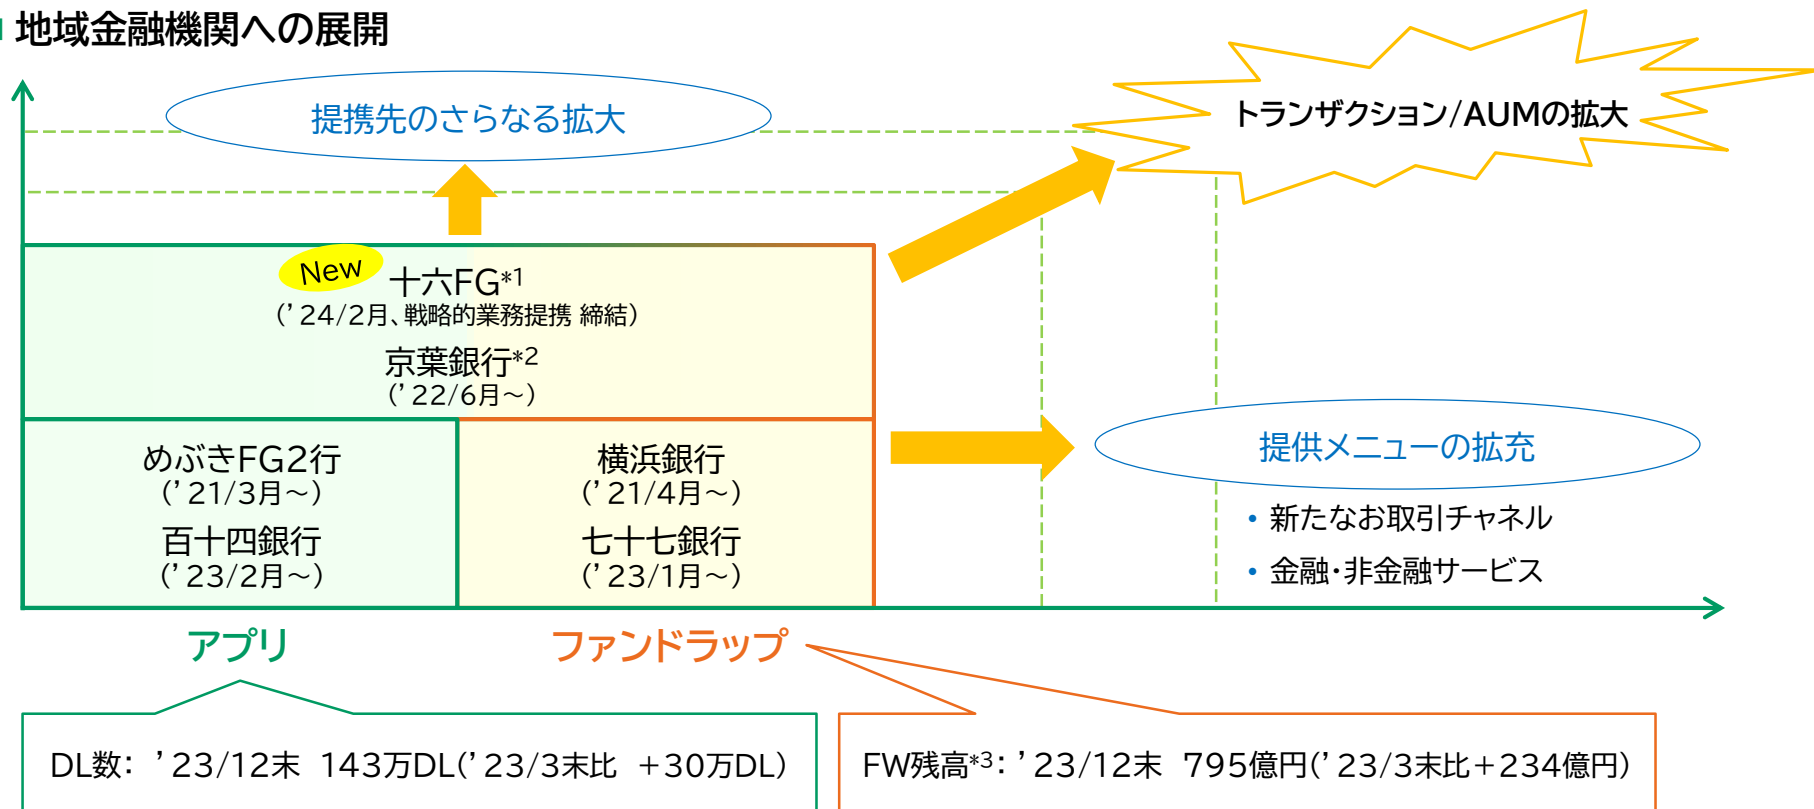 地域金融機関への展開
提携先のさらなる拡大
トランザクション/AUMの拡大
New
十六FG*1
(’24/2月、戦略的業務提携 締結)
京葉銀行*2
(’22/6月～)
めぶきFG2行
(’21/3月～)
百十四銀行
(’23/2月～)
横浜銀行
(’21/4月～)
七十七銀行
(’23/1月～)
提供メニューの拡充
• 新たなお取引チャネル
• 金融・非金融サービス
アプリ
ファンドラップ
DL数： ’23/12末 143万DL(’23/3末比 ＋30万DL)
FW残高*3：’23/12末 795億円(’23/3末比＋234億円)